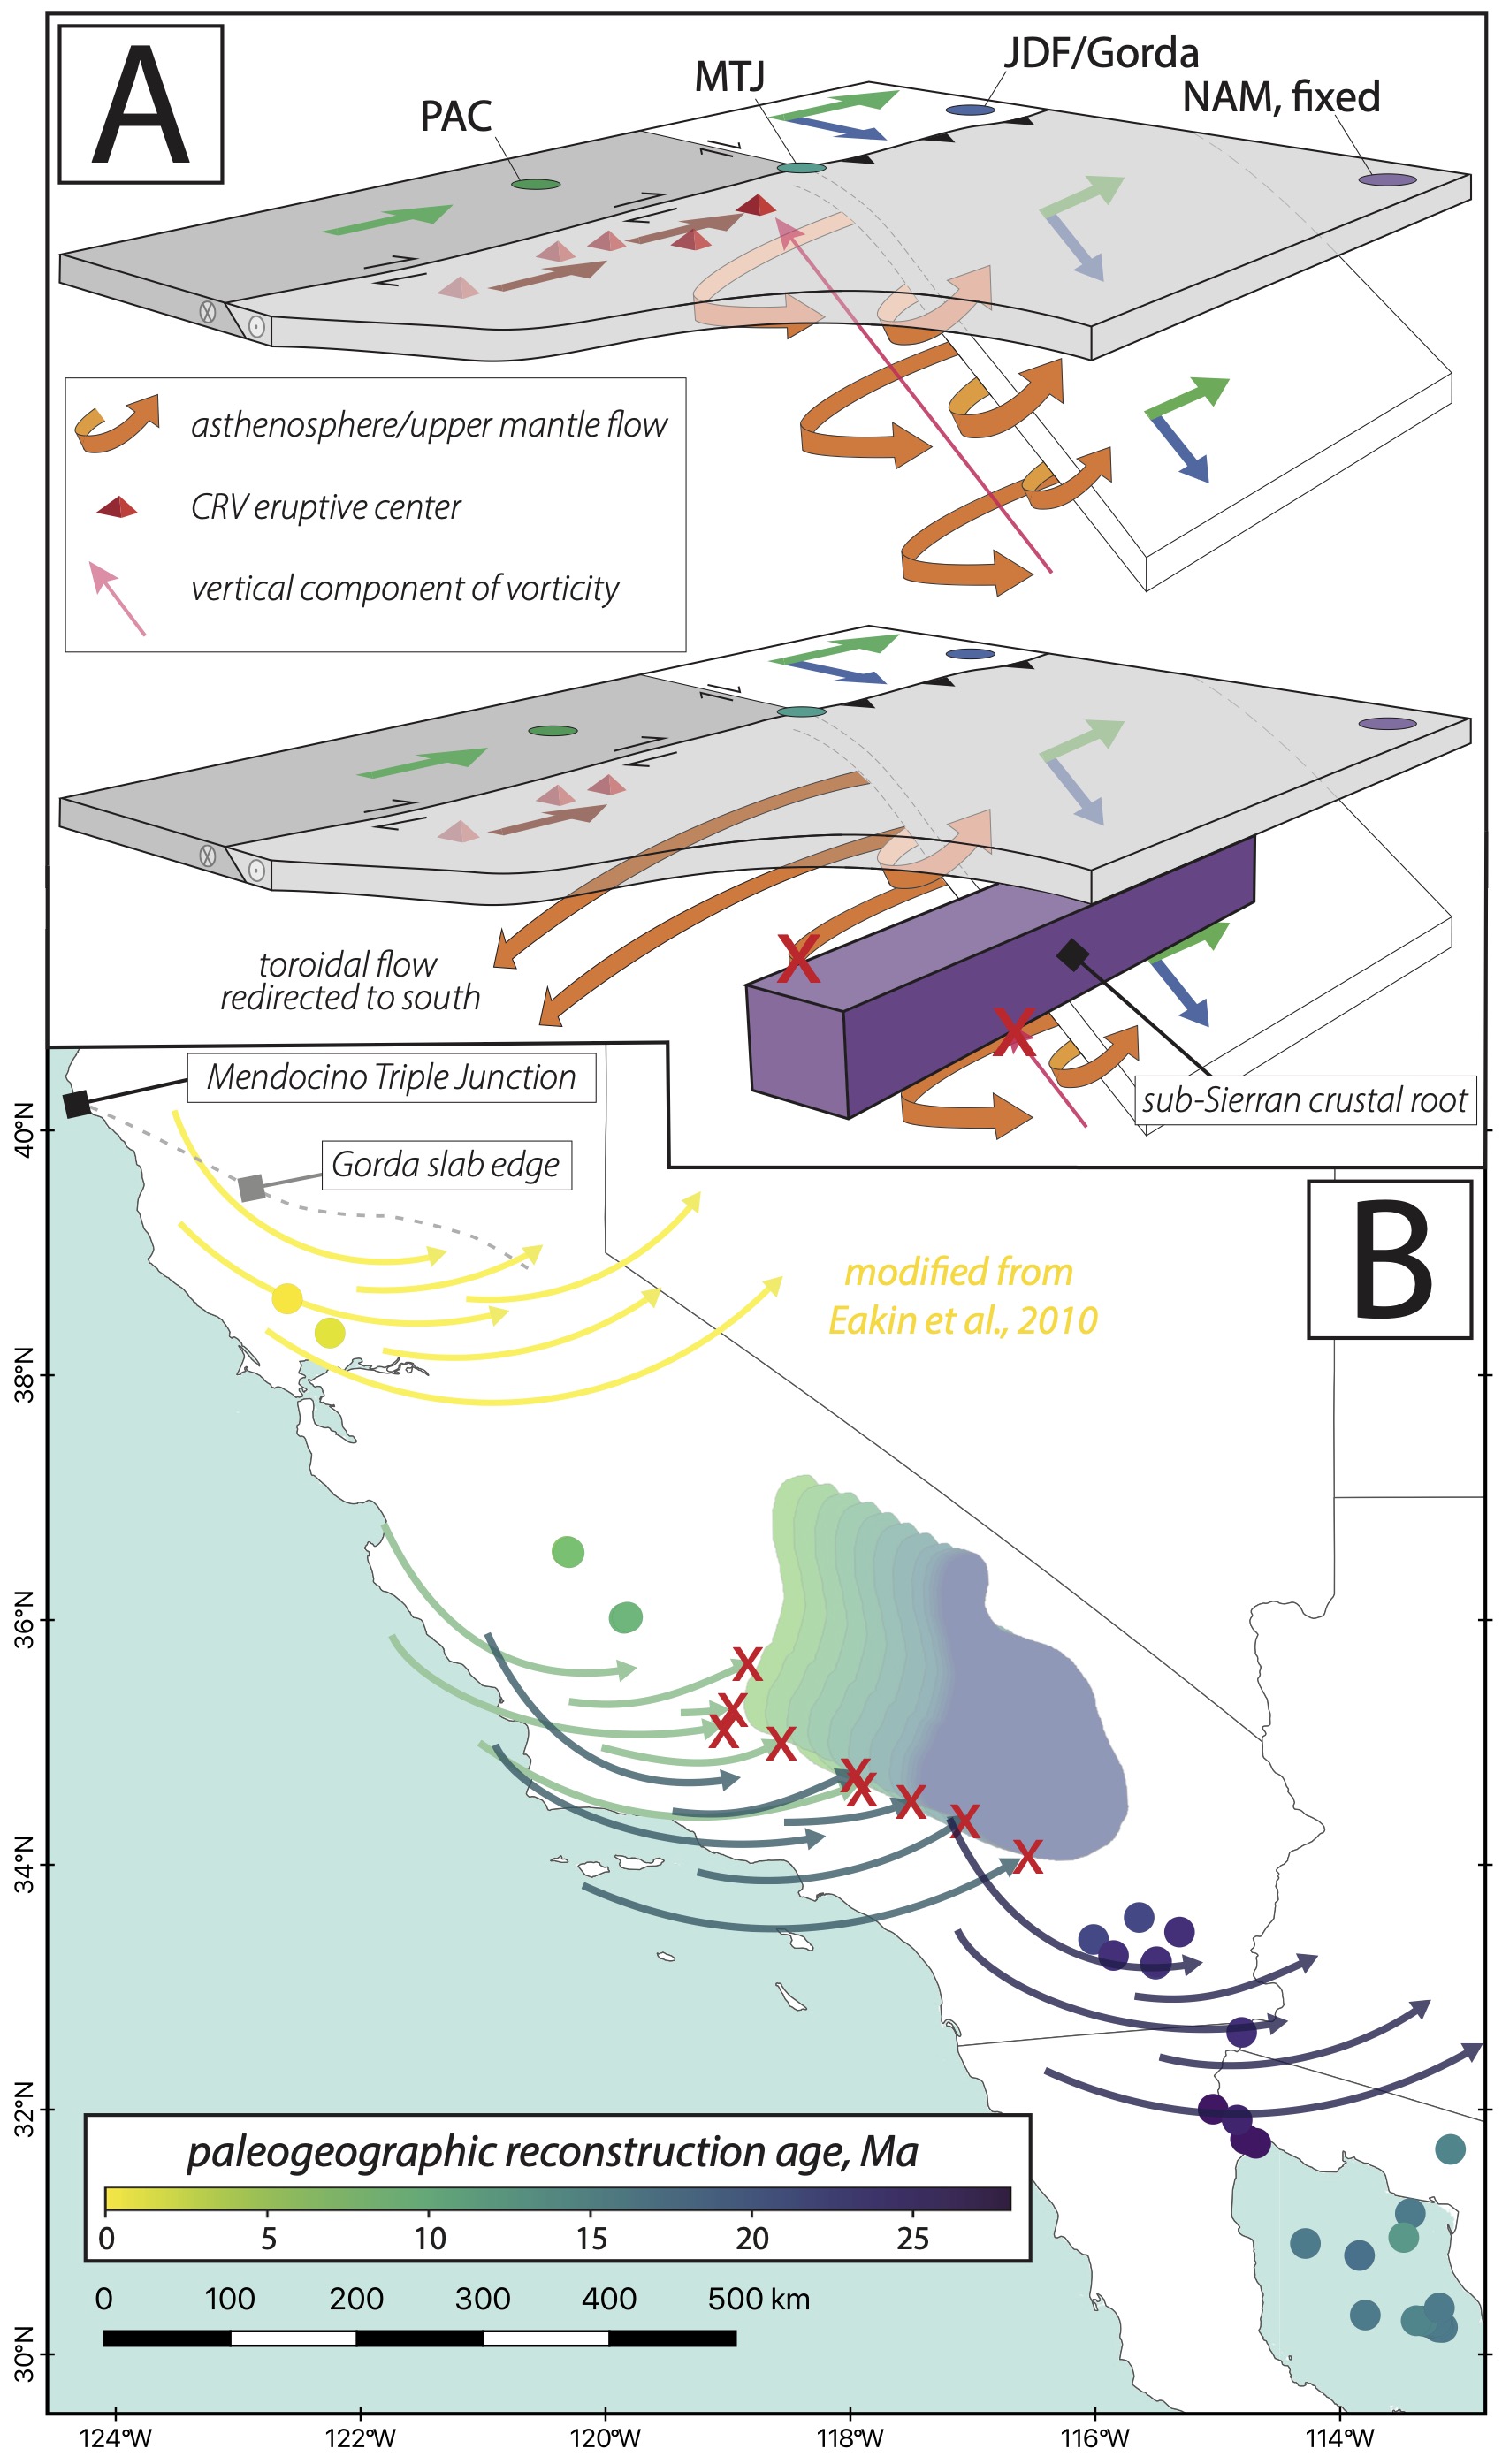 A
PAC
MTJ
JDF/Gorda
NAM, fixed
asthenosphere/upper mantle flow
CRV eruptive center
vertical component of vorticity
toroidal flow
redirected to south
sub-Sierran crustal root
B
Mendocino Triple Junction
Gorda slab edge
modified from
Eakin et al., 2010
40°N
38°N
36°N
34°N
32°N
30°N
X
X
X
X
X
X
X
X
X
X
X
paleogeographic reconstruction age, Ma
0 5 10 15 20 25
0 100 200 300 400 500 km
124°W 122°W 120°W 118°W 116°W 114°W